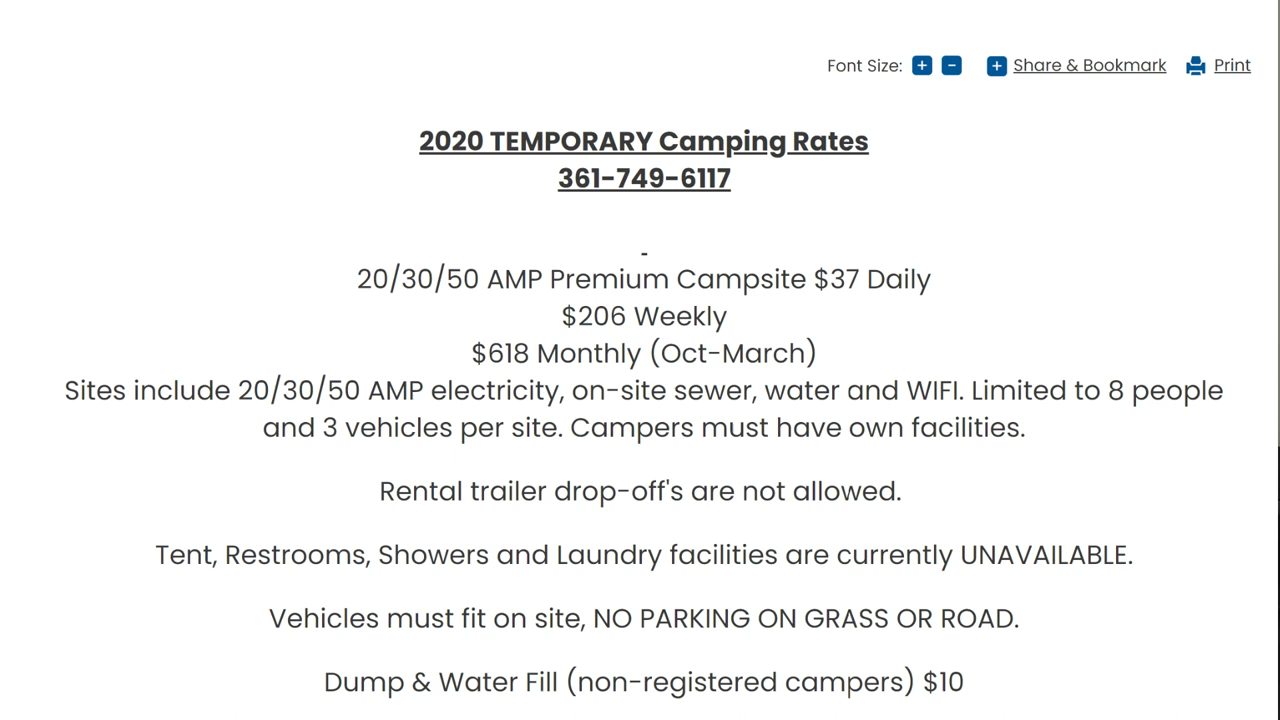 Font Size: + - + Share & Bookmark Print
2020 TEMPORARY Camping Rates
361-749-6117
-
20/30/50 AMP Premium Campsite $37 Daily
$206 Weekly
$618 Monthly (Oct-March)
Sites include 20/30/50 AMP electricity, on-site sewer, water and WIFI. Limited to 8 people
and 3 vehicles per site. Campers must have own facilities.
Rental trailer drop-off's are not allowed.
Tent, Restrooms, Showers and Laundry facilities are currently UNAVAILABLE.
Vehicles must fit on site, NO PARKING ON GRASS OR ROAD.
Dump & Water Fill (non-registered campers) $10